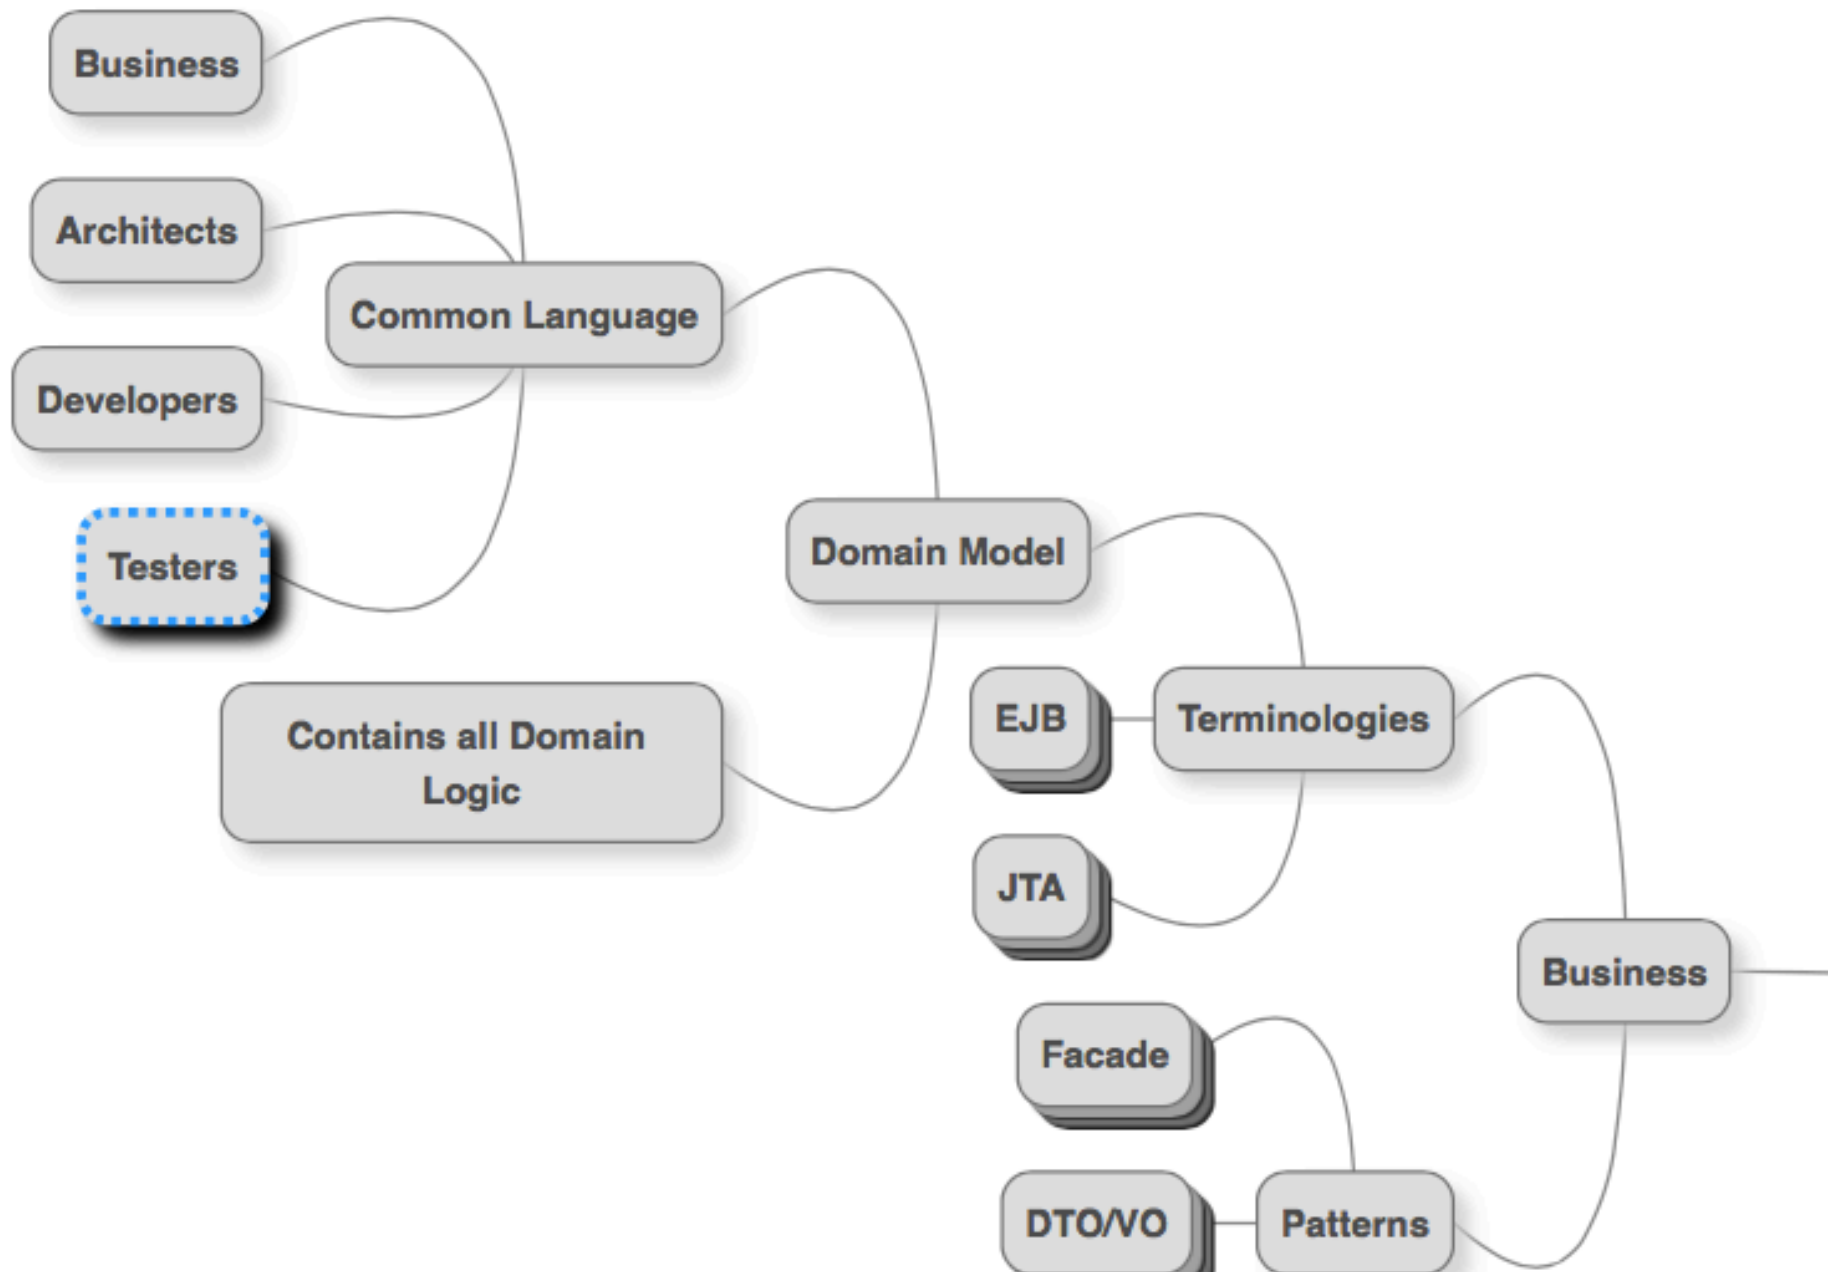 Business
Architects
Common Language
Developers
Domain Model
Testers
Contains all Domain
Logic
EJB
Terminologies
JTA
Business
Facade
DTO/VO
Patterns